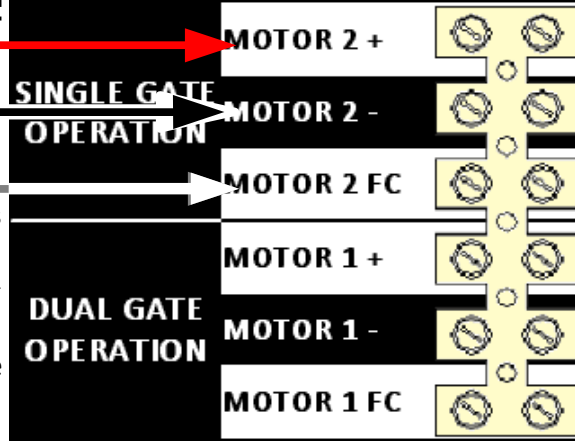 MOTOR 2 +
SINGLE GATE
OPERATION
MOTOR 2 -
MOTOR 2 FC
MOTOR 1 +
DUAL GATE
OPERATION
MOTOR 1 -
MOTOR 1 FC